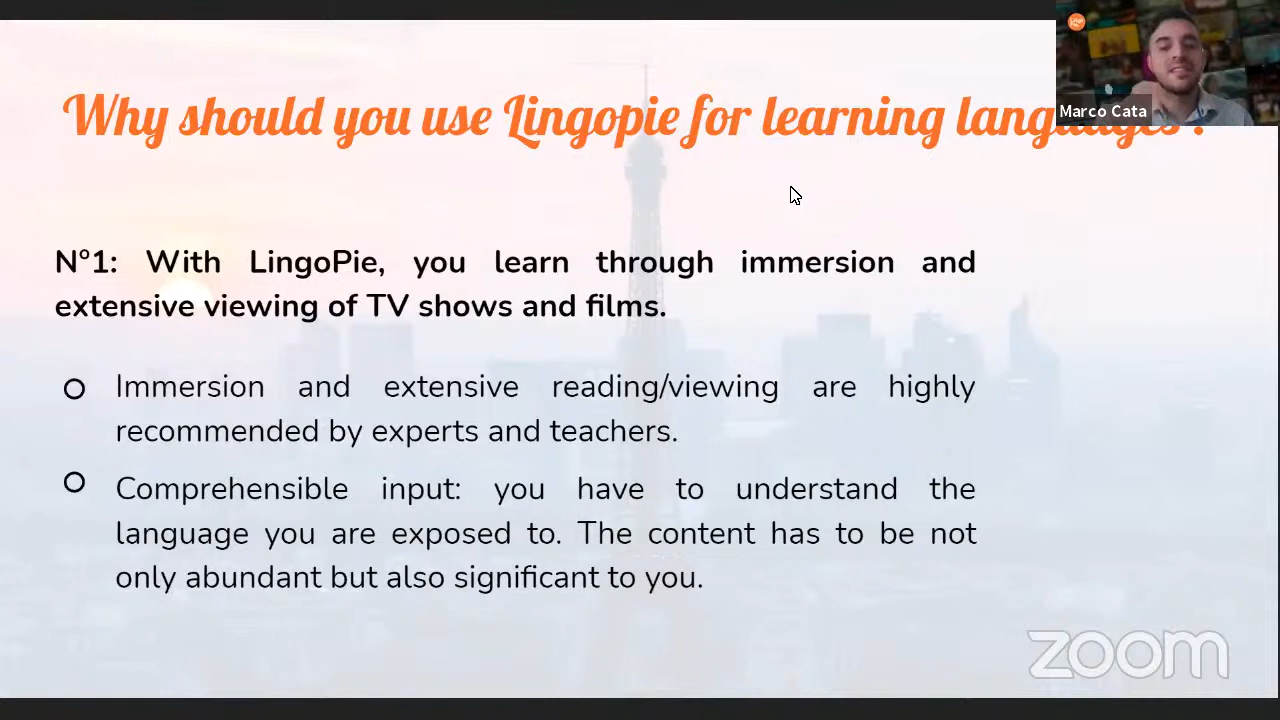 Why should you use Lingopie for learning languages?
Marco Cata
Nº1: With LingoPie, you learn through immersion and
extensive viewing of TV shows and films.
Immersion and extensive reading/viewing are highly
recommended by experts and teachers.
Comprehensible input: you have to understand the
language you are exposed to. The content has to be not
only abundant but also significant to you.
zoom